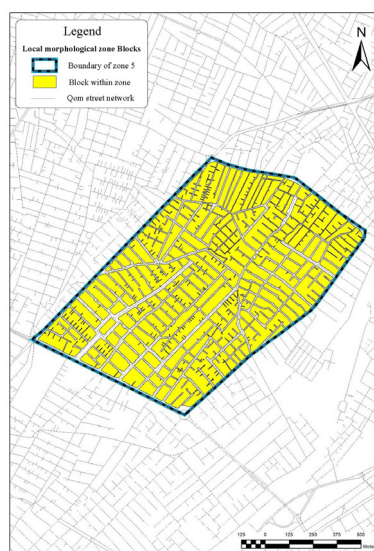 Legend
Local morphological zone Blocks
Boundary of zone 5
Block within zone
Qom street network
N
125 0 125 250 375 500